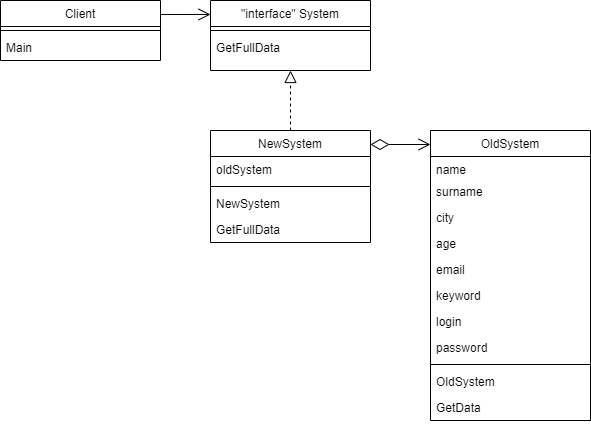 Client
Main
"interface" System
GetFullData
NewSystem
oldSystem
NewSystem
GetFullData
OldSystem
name
surname
city
age
email
keyword
login
password
OldSystem
GetData